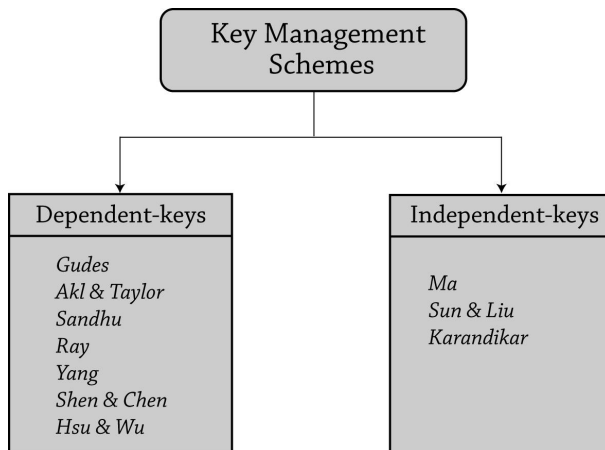 Key Management
Schemes
Dependent-keys
Gudes
Akl & Taylor
Sandhu
Ray
Yang
Shen & Chen
Hsu & Wu
Independent-keys
Ma
Sun & Liu
Karandikar